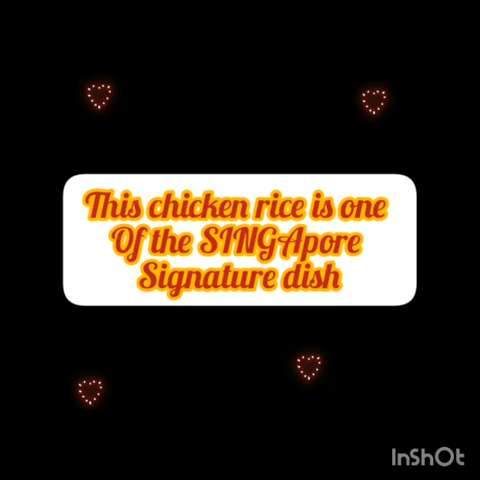 This chicken rice is one
Of the SINGApore
Signature dish
InShOt